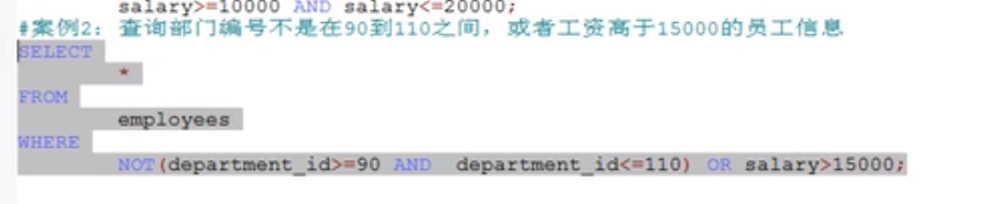 salary>=10000 AND salary<=20000;
#案例2：查询部门编号不是在90到110之间，或者工资高于15000的员工信息
SELECT
*
FROM
employees
WHERE
NOT(department_id>=90 AND department_id<=110) OR salary>15000;